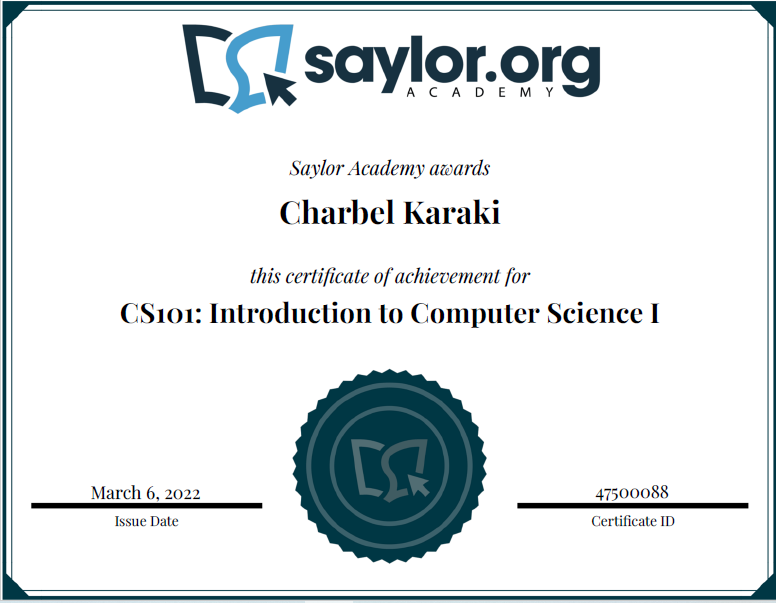 saylor.org
ACADEMY
Saylor Academy awards
Charbel Karaki
this certificate of achievement for
CS101: Introduction to Computer Science I
March 6, 2022
Issue Date
47500088
Certificate ID